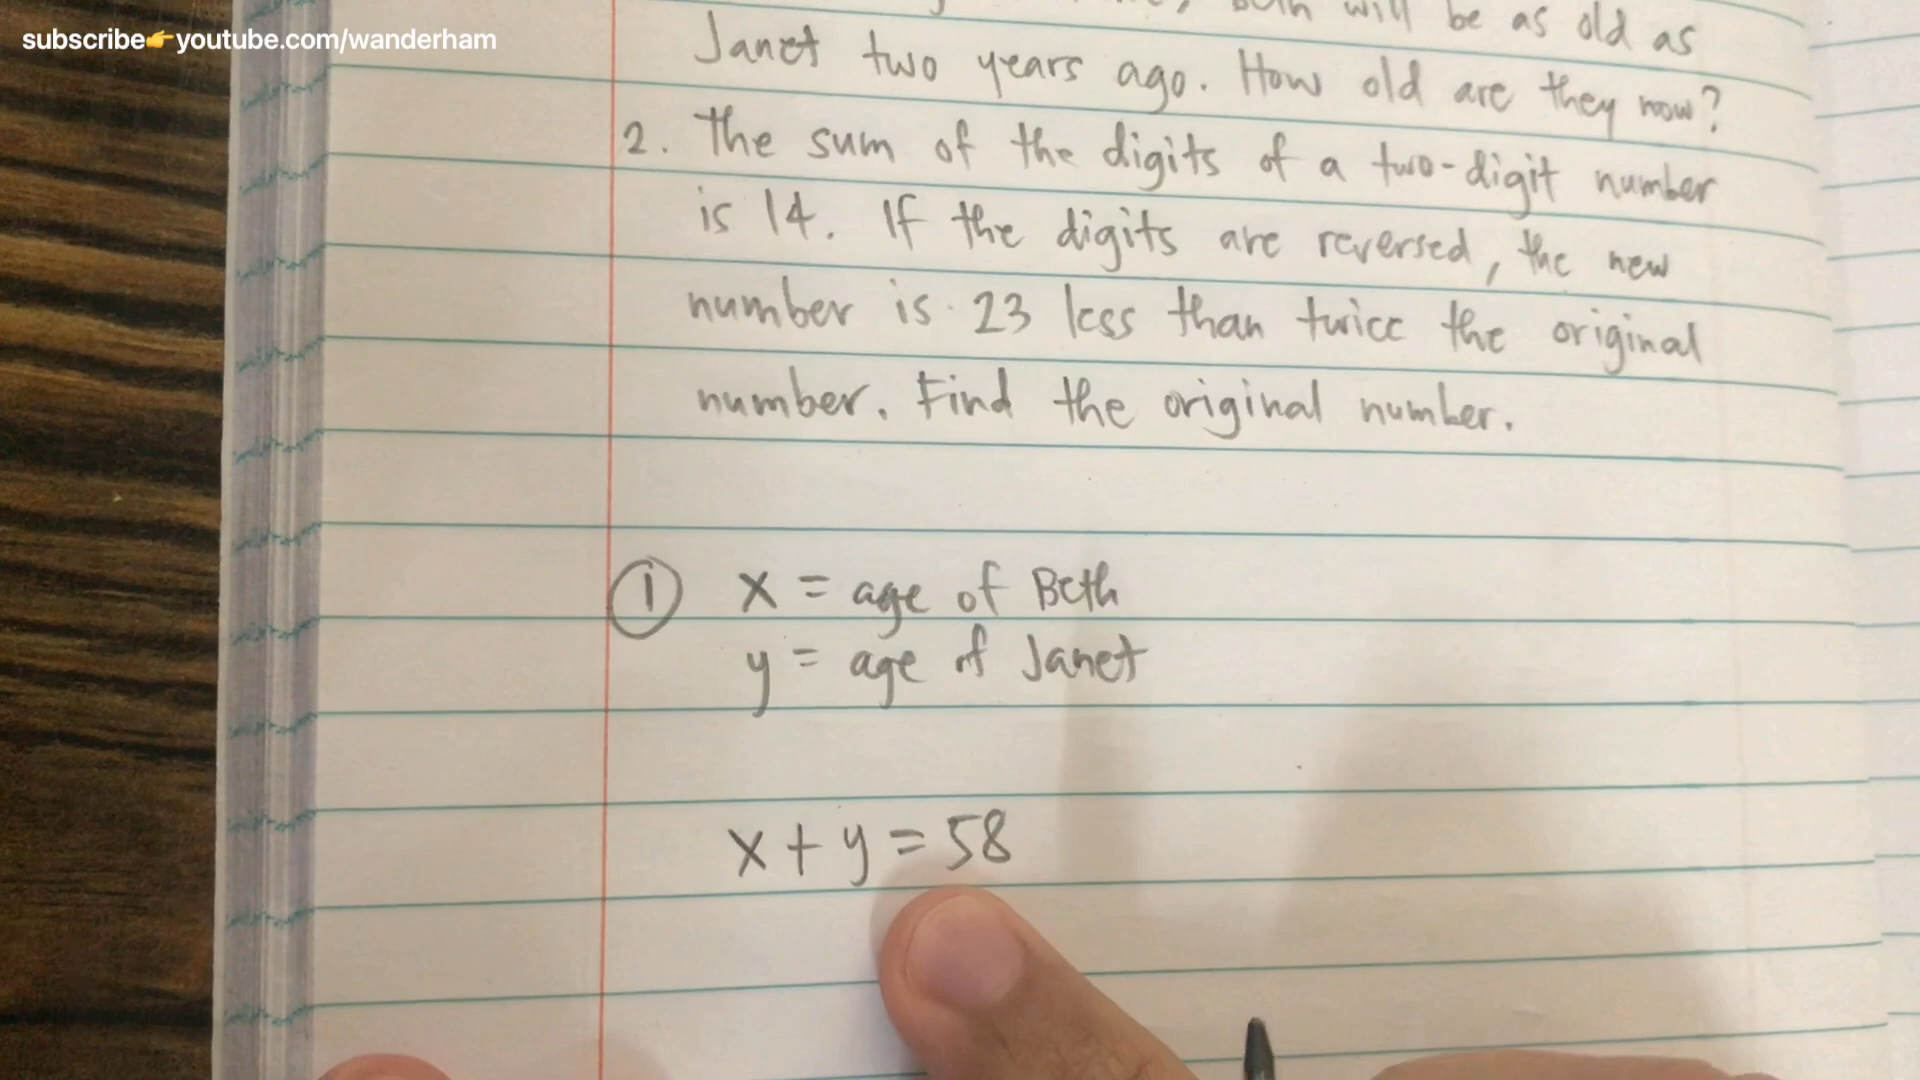 subscribe👉youtube.com/wanderham
will be as old as
Janet two years ago. How old are they now?
2. The sum of the digits of a two-digit number
is 14. If the digits are reversed, the new
number is 23 less than twice the original
number. Find the original number.
1 x = age of Beth
y = age of Janet
x + y = 58